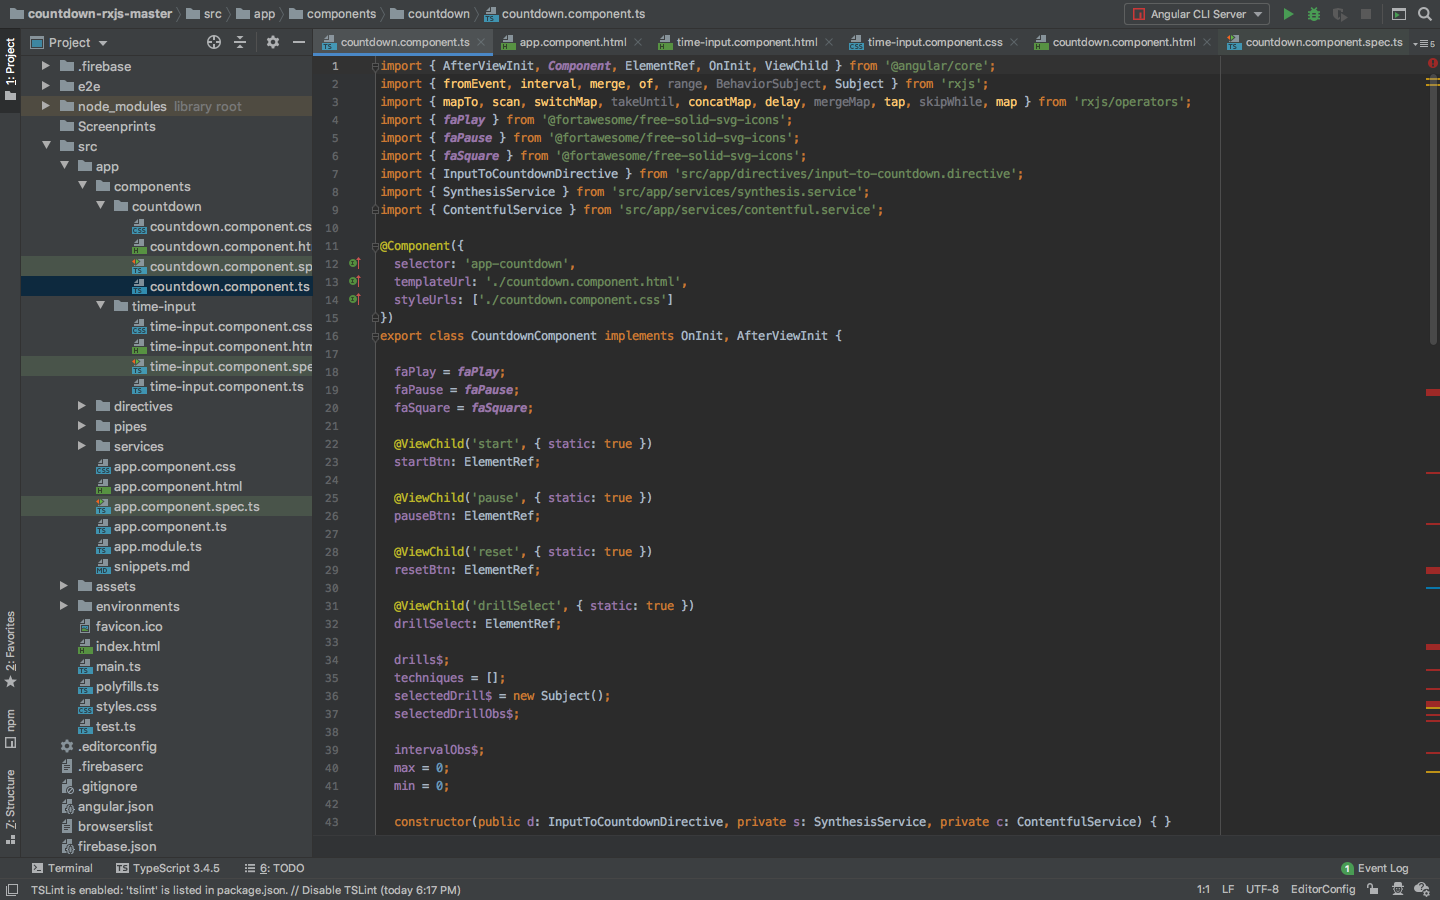 countdown-rxjs-master
src
app
components
countdown
countdown.component.ts
Angular CLI Server
1: Project
2: Favorites
npm
7: Structure
Project
.firebase
e2e
node_modules library root
Screenprints
src
app
components
countdown
countdown.component.cs
countdown.component.ht
countdown.component.sp
countdown.component.ts
time-input
time-input.component.css
time-input.component.htm
time-input.component.spe
time-input.component.ts
directives
pipes
services
app.component.css
app.component.html
app.component.spec.ts
app.component.ts
app.module.ts
snippets.md
assets
environments
favicon.ico
index.html
main.ts
polyfills.ts
styles.css
test.ts
.editorconfig
.firebaserc
.gitignore
angular.json
browserslist
firebase.json
countdown.component.ts
app.component.html
time-input.component.html
time-input.component.css
countdown.component.html
countdown.component.spec.ts
5
1 import { AfterViewInit, Component, ElementRef, OnInit, ViewChild } from '@angular/core';
2 import { fromEvent, interval, merge, of, range, BehaviorSubject, Subject } from 'rxjs';
3 import { mapTo, scan, switchMap, takeUntil, concatMap, delay, mergeMap, tap, skipWhile, map } from 'rxjs/operators';
4 import { faPlay } from '@fortawesome/free-solid-svg-icons';
5 import { faPause } from '@fortawesome/free-solid-svg-icons';
6 import { faSquare } from '@fortawesome/free-solid-svg-icons';
7 import { InputToCountdownDirective } from 'src/app/directives/input-to-countdown.directive';
8 import { SynthesisService } from 'src/app/services/synthesis.service';
9 import { ContentfulService } from 'src/app/services/contentful.service';
10
11 @Component({
12 selector: 'app-countdown',
13 templateUrl: './countdown.component.html',
14 styleUrls: ['./countdown.component.css']
15 })
16 export class CountdownComponent implements OnInit, AfterViewInit {
17
18 faPlay = faPlay;
19 faPause = faPause;
20 faSquare = faSquare;
21
22 @ViewChild('start', { static: true })
23 startBtn: ElementRef;
24
25 @ViewChild('pause', { static: true })
26 pauseBtn: ElementRef;
27
28 @ViewChild('reset', { static: true })
29 resetBtn: ElementRef;
30
31 @ViewChild('drillSelect', { static: true })
32 drillSelect: ElementRef;
33
34 drills$;
35 techniques = [];
36 selectedDrill$ = new Subject();
37 selectedDrillObs$;
38
39 intervalObs$;
40 max = 0;
41 min = 0;
42
43 constructor(public d: InputToCountdownDirective, private s: SynthesisService, private c: ContentfulService) { }
Terminal
TypeScript 3.4.5
6: TODO
1 Event Log
TSLint is enabled: 'tslint' is listed in package.json. // Disable TSLint (today 6:17 PM)
1:1 LF UTF-8 EditorConfig